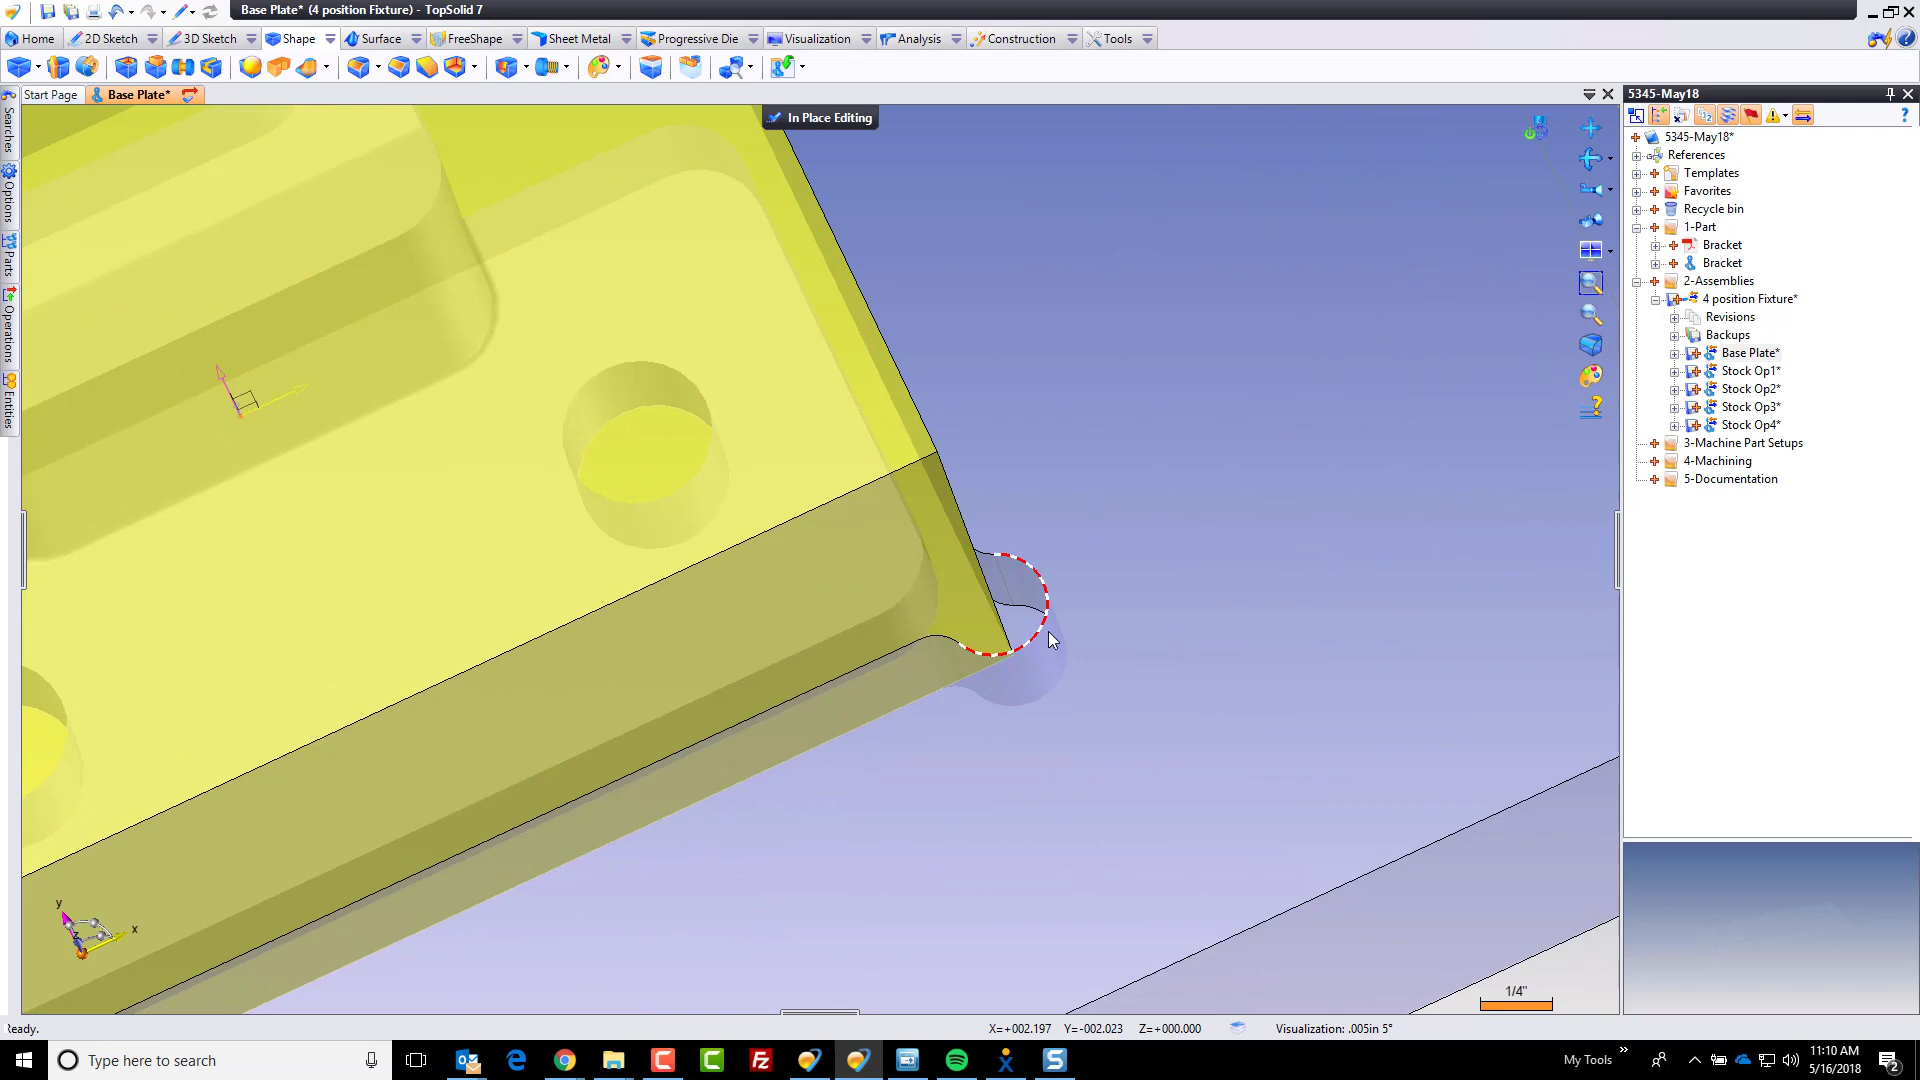 Base Plate* (4 position Fixture) - TopSolid 7
Home 2D Sketch 3D Sketch Shape Surface FreeShape Sheet Metal Progressive Die Visualization Analysis Construction Tools
Start Page Base Plate*
5345-May18
In Place Editing
Searches
Options
Parts
Operations
Entities
5345-May18*
References
Templates
Favorites
Recycle bin
1-Part
Bracket
Bracket
2-Assemblies
4 position Fixture*
Revisions
Backups
Base Plate*
Stock Op1*
Stock Op2*
Stock Op3*
Stock Op4*
3-Machine Part Setups
4-Machining
5-Documentation
y
x
z
1/4"
Ready.
X=+002.197 Y=-002.023 Z=+000.000 Visualization: .005in 5°
Type here to search
My Tools
11:10 AM
5/16/2018
2